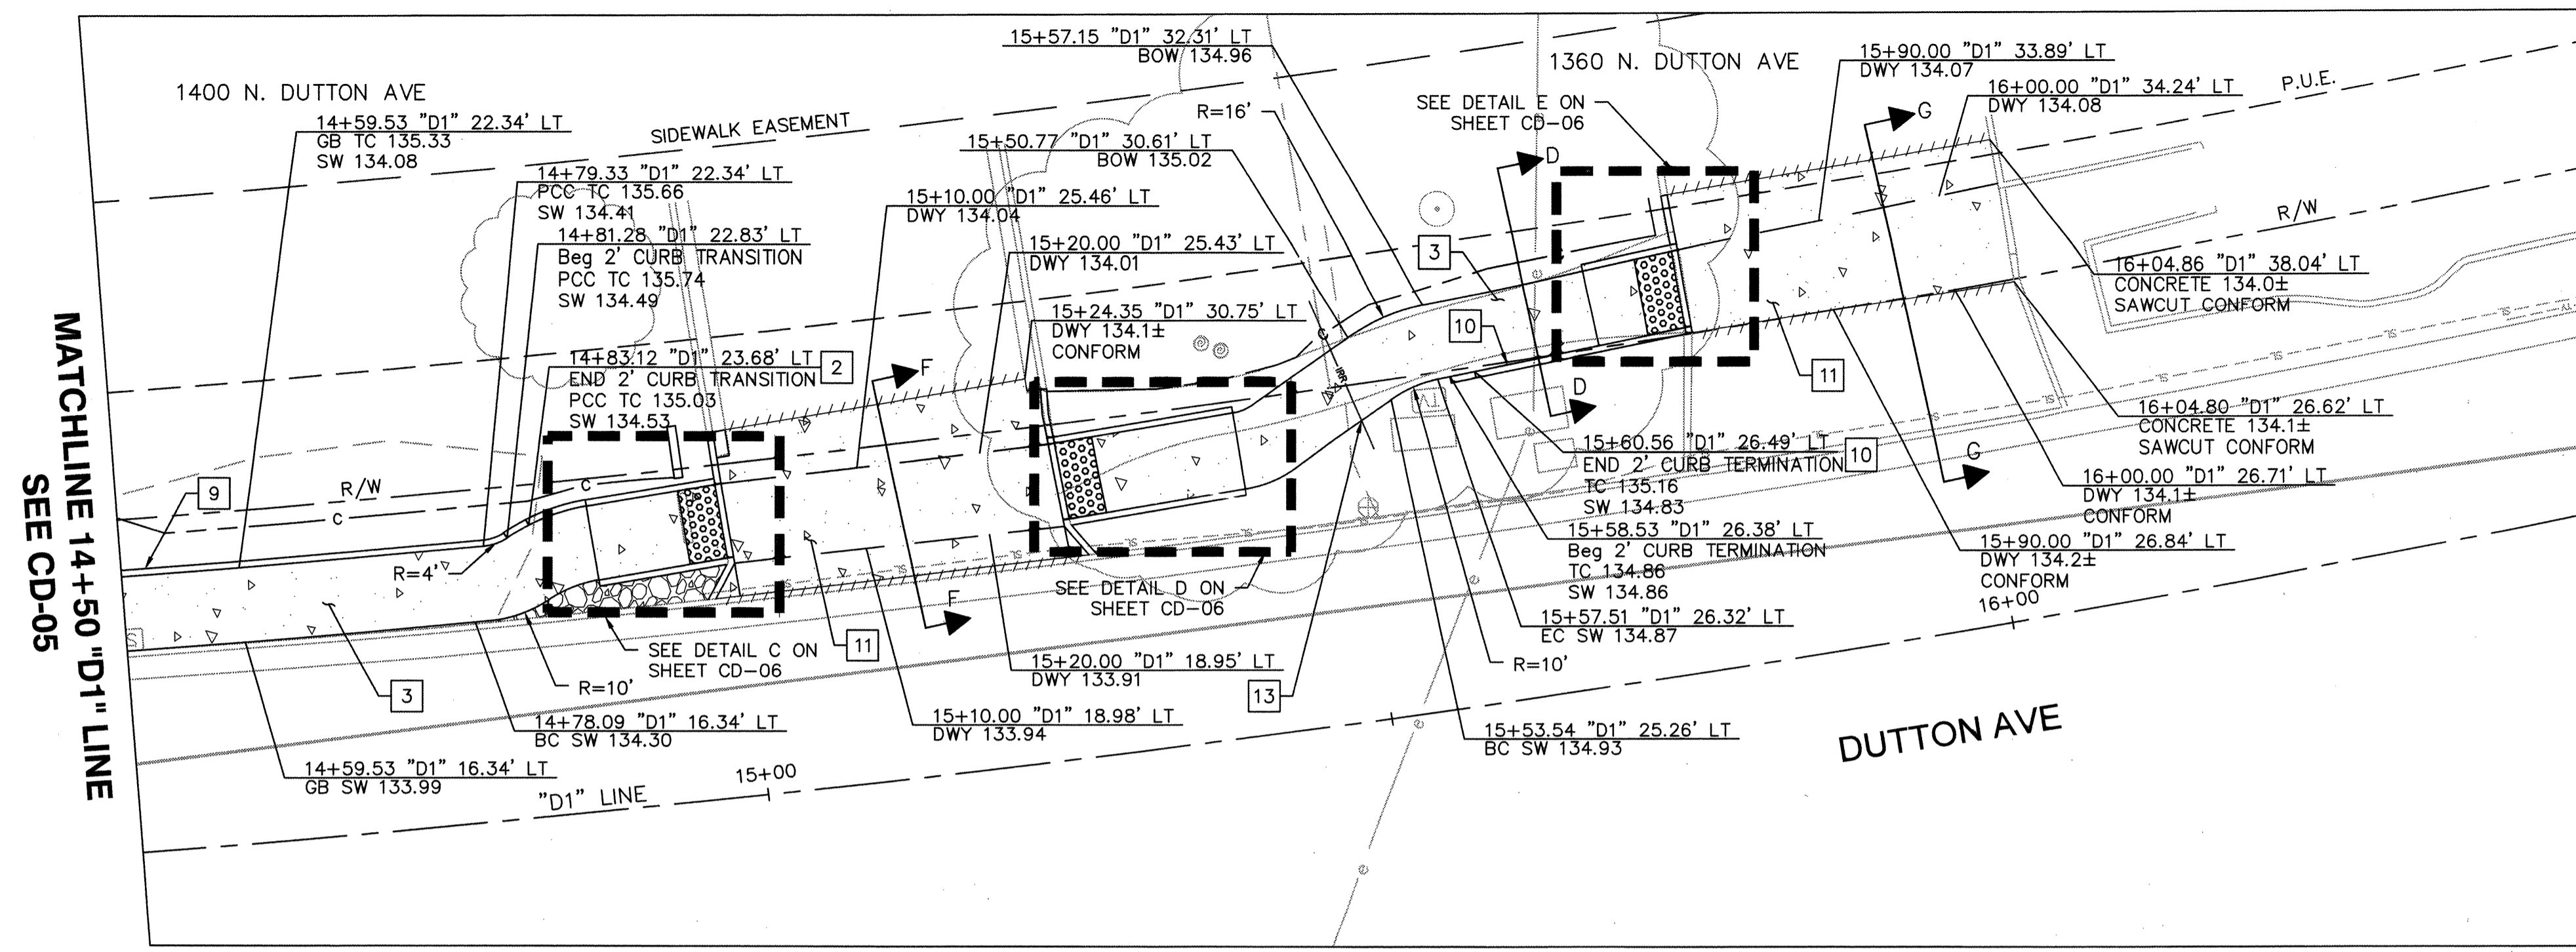 MATCHLINE 14+50 "D1" LINE
SEE CD-05
1400 N. DUTTON AVE
14+59.53 "D1" 22.34' LT
GB TC 135.33
SW 134.08
SIDEWALK EASEMENT
14+79.33 "D1" 22.34' LT
PCC TC 135.66
SW 134.41
14+81.28 "D1" 22.83' LT
Beg 2' CURB TRANSITION
PCC TC 135.74
SW 134.49
14+83.12 "D1" 23.68' LT
END 2' CURB TRANSITION
PCC TC 135.03
SW 134.53
2
9
R/W
C
C
R=4'
3
R=10'
SEE DETAIL C ON
SHEET CD-06
14+78.09 "D1" 16.34' LT
BC SW 134.30
14+59.53 "D1" 16.34' LT
GB SW 133.99
"D1" LINE
15+00
15+57.15 "D1" 32.31' LT
BOW 134.96
R=16'
15+50.77 "D1" 30.61' LT
BOW 135.02
15+10.00 "D1" 25.46' LT
DWY 134.04
15+20.00 "D1" 25.43' LT
DWY 134.01
15+24.35 "D1" 30.75' LT
DWY 134.1±
CONFORM
F
F
11
SEE DETAIL D ON
SHEET CD-06
15+20.00 "D1" 18.95' LT
DWY 133.91
15+10.00 "D1" 18.98' LT
DWY 133.94
13
C
IRR
1360 N. DUTTON AVE
SEE DETAIL E ON
SHEET CD-06
3
10
D
D
TV
15+60.56 "D1" 26.49' LT
END 2' CURB TERMINATION
TC 135.16
SW 134.83
10
15+58.53 "D1" 26.38' LT
Beg 2' CURB TERMINATION
TC 134.86
SW 134.86
15+57.51 "D1" 26.32' LT
EC SW 134.87
R=10'
15+53.54 "D1" 25.26' LT
BC SW 134.93
15+90.00 "D1" 33.89' LT
DWY 134.07
16+00.00 "D1" 34.24' LT
DWY 134.08
G
G
P.U.E.
R/W
11
16+04.86 "D1" 38.04' LT
CONCRETE 134.0±
SAWCUT CONFORM
16+04.80 "D1" 26.62' LT
CONCRETE 134.1±
SAWCUT CONFORM
16+00.00 "D1" 26.71' LT
DWY 134.1±
CONFORM
15+90.00 "D1" 26.84' LT
DWY 134.2±
CONFORM
16+00
DUTTON AVE